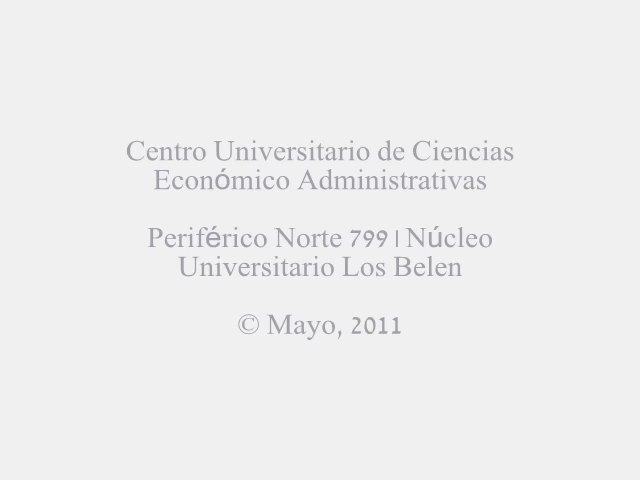 Centro Universitario de Ciencias
Económico Administrativas
Periférico Norte 799 | Núcleo
Universitario Los Belen
© Mayo, 2011